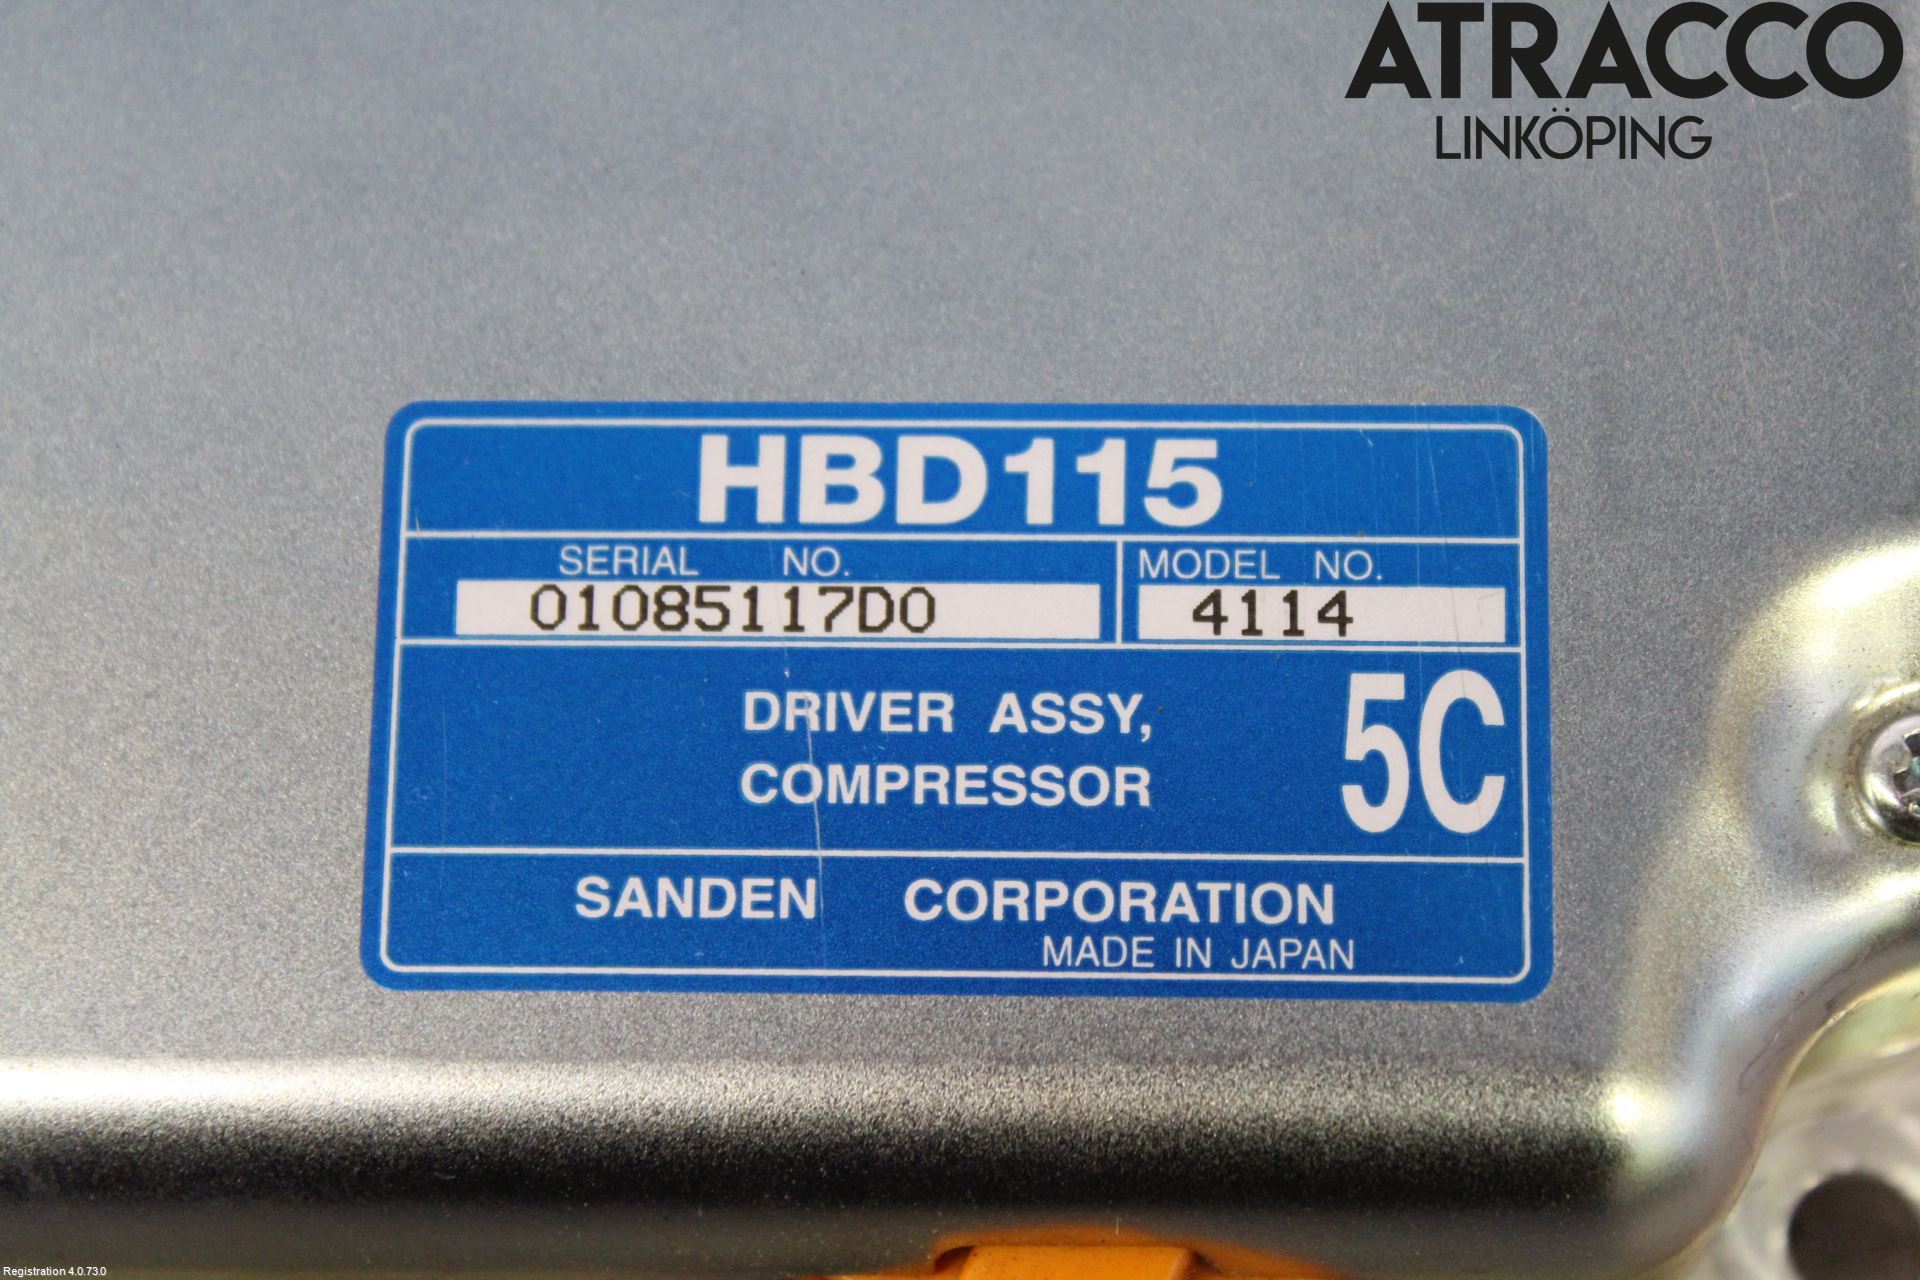 ATRACCO
LINKÖPING
HBD115
SERIAL NO. MODEL NO.
01085117D0 4114
DRIVER ASSY, 5C
COMPRESSOR
SANDEN CORPORATION
MADE IN JAPAN
Registration 4.0.73.0